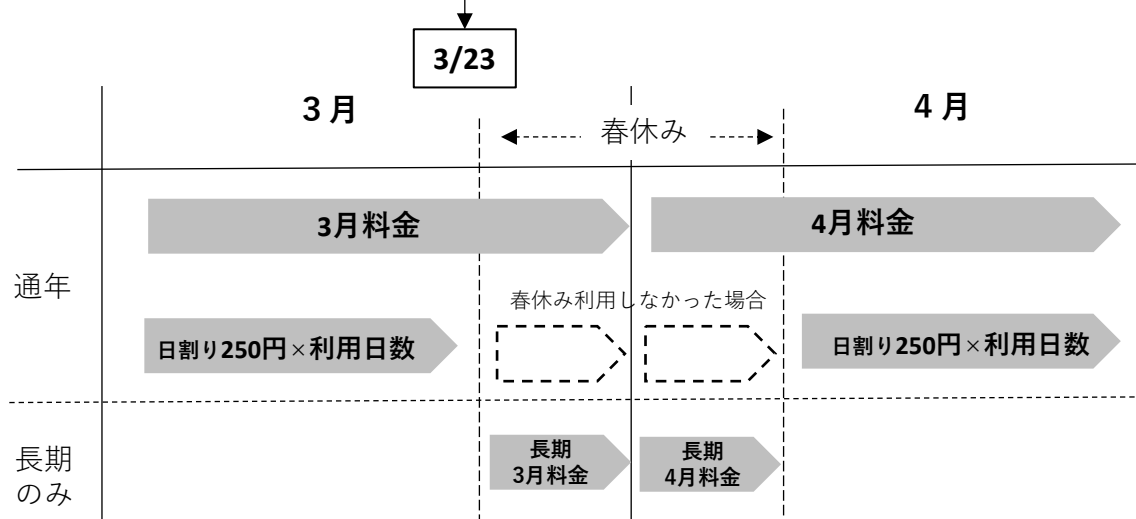 3/23
3月
4月
春休み
通年
3月料金
4月料金
春休み利用しなかった場合
日割り250円×利用日数
日割り250円×利用日数
長期
のみ
長期
3月料金
長期
4月料金